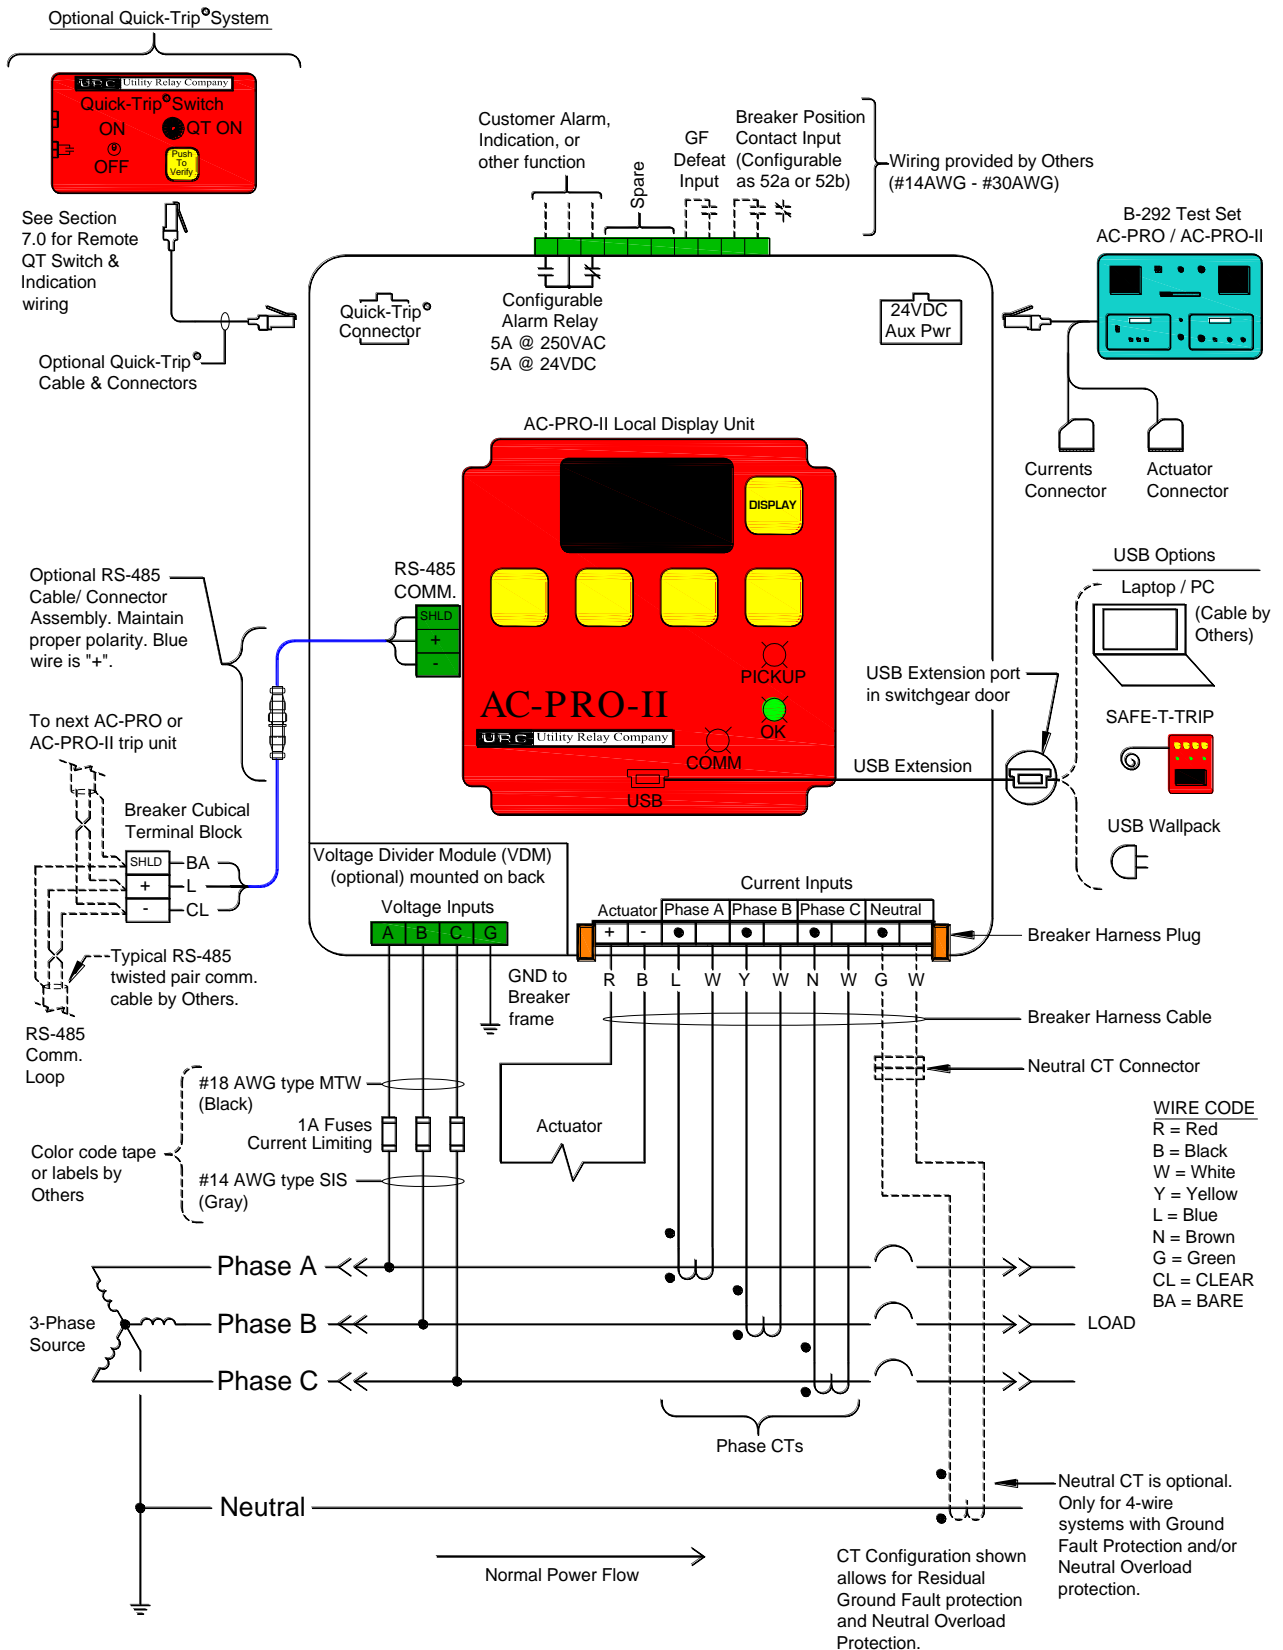 Optional Quick-Trip® System
URC Utility Relay Company
Quick-Trip® Switch
ON
QT ON
OFF
Push
To
Verify
See Section
7.0 for Remote
QT Switch &
Indication
wiring
Optional Quick-Trip®
Cable & Connectors
Customer Alarm,
Indication, or
other function
Spare
GF
Defeat
Input
Breaker Position
Contact Input
(Configurable
as 52a or 52b)
Wiring provided by Others
(#14AWG - #30AWG)
B-292 Test Set
AC-PRO / AC-PRO-II
Quick-Trip®
Connector
Configurable
Alarm Relay
5A @ 250VAC
5A @ 24VDC
24VDC
Aux Pwr
Currents
Connector
Actuator
Connector
AC-PRO-II Local Display Unit
DISPLAY
PICKUP
OK
AC-PRO-II
URC Utility Relay Company
COMM
USB
RS-485
COMM.
SHLD
+
-
Optional RS-485
Cable/ Connector
Assembly. Maintain
proper polarity. Blue
wire is "+".
To next AC-PRO or
AC-PRO-II trip unit
Breaker Cubical
Terminal Block
SHLD
+
-
BA
L
CL
Typical RS-485
twisted pair comm.
cable by Others.
RS-485
Comm.
Loop
USB Options
Laptop / PC
(Cable by
Others)
USB Extension port
in switchgear door
SAFE-T-TRIP
USB Extension
USB Wallpack
Voltage Divider Module (VDM)
(optional) mounted on back
Voltage Inputs
A B C G
GND to
Breaker
frame
Current Inputs
Actuator Phase A Phase B Phase C Neutral
+ -
R B L W Y W N W G W
Breaker Harness Plug
Breaker Harness Cable
Neutral CT Connector
#18 AWG type MTW
(Black)
1A Fuses
Current Limiting
Color code tape
or labels by
Others
#14 AWG type SIS
(Gray)
Actuator
WIRE CODE
R = Red
B = Black
W = White
Y = Yellow
L = Blue
N = Brown
G = Green
CL = CLEAR
BA = BARE
3-Phase
Source
Phase A
Phase B
Phase C
LOAD
Phase CTs
Neutral
Normal Power Flow
Neutral CT is optional.
Only for 4-wire
systems with Ground
Fault Protection and/or
Neutral Overload
protection.
CT Configuration shown
allows for Residual
Ground Fault protection
and Neutral Overload
Protection.